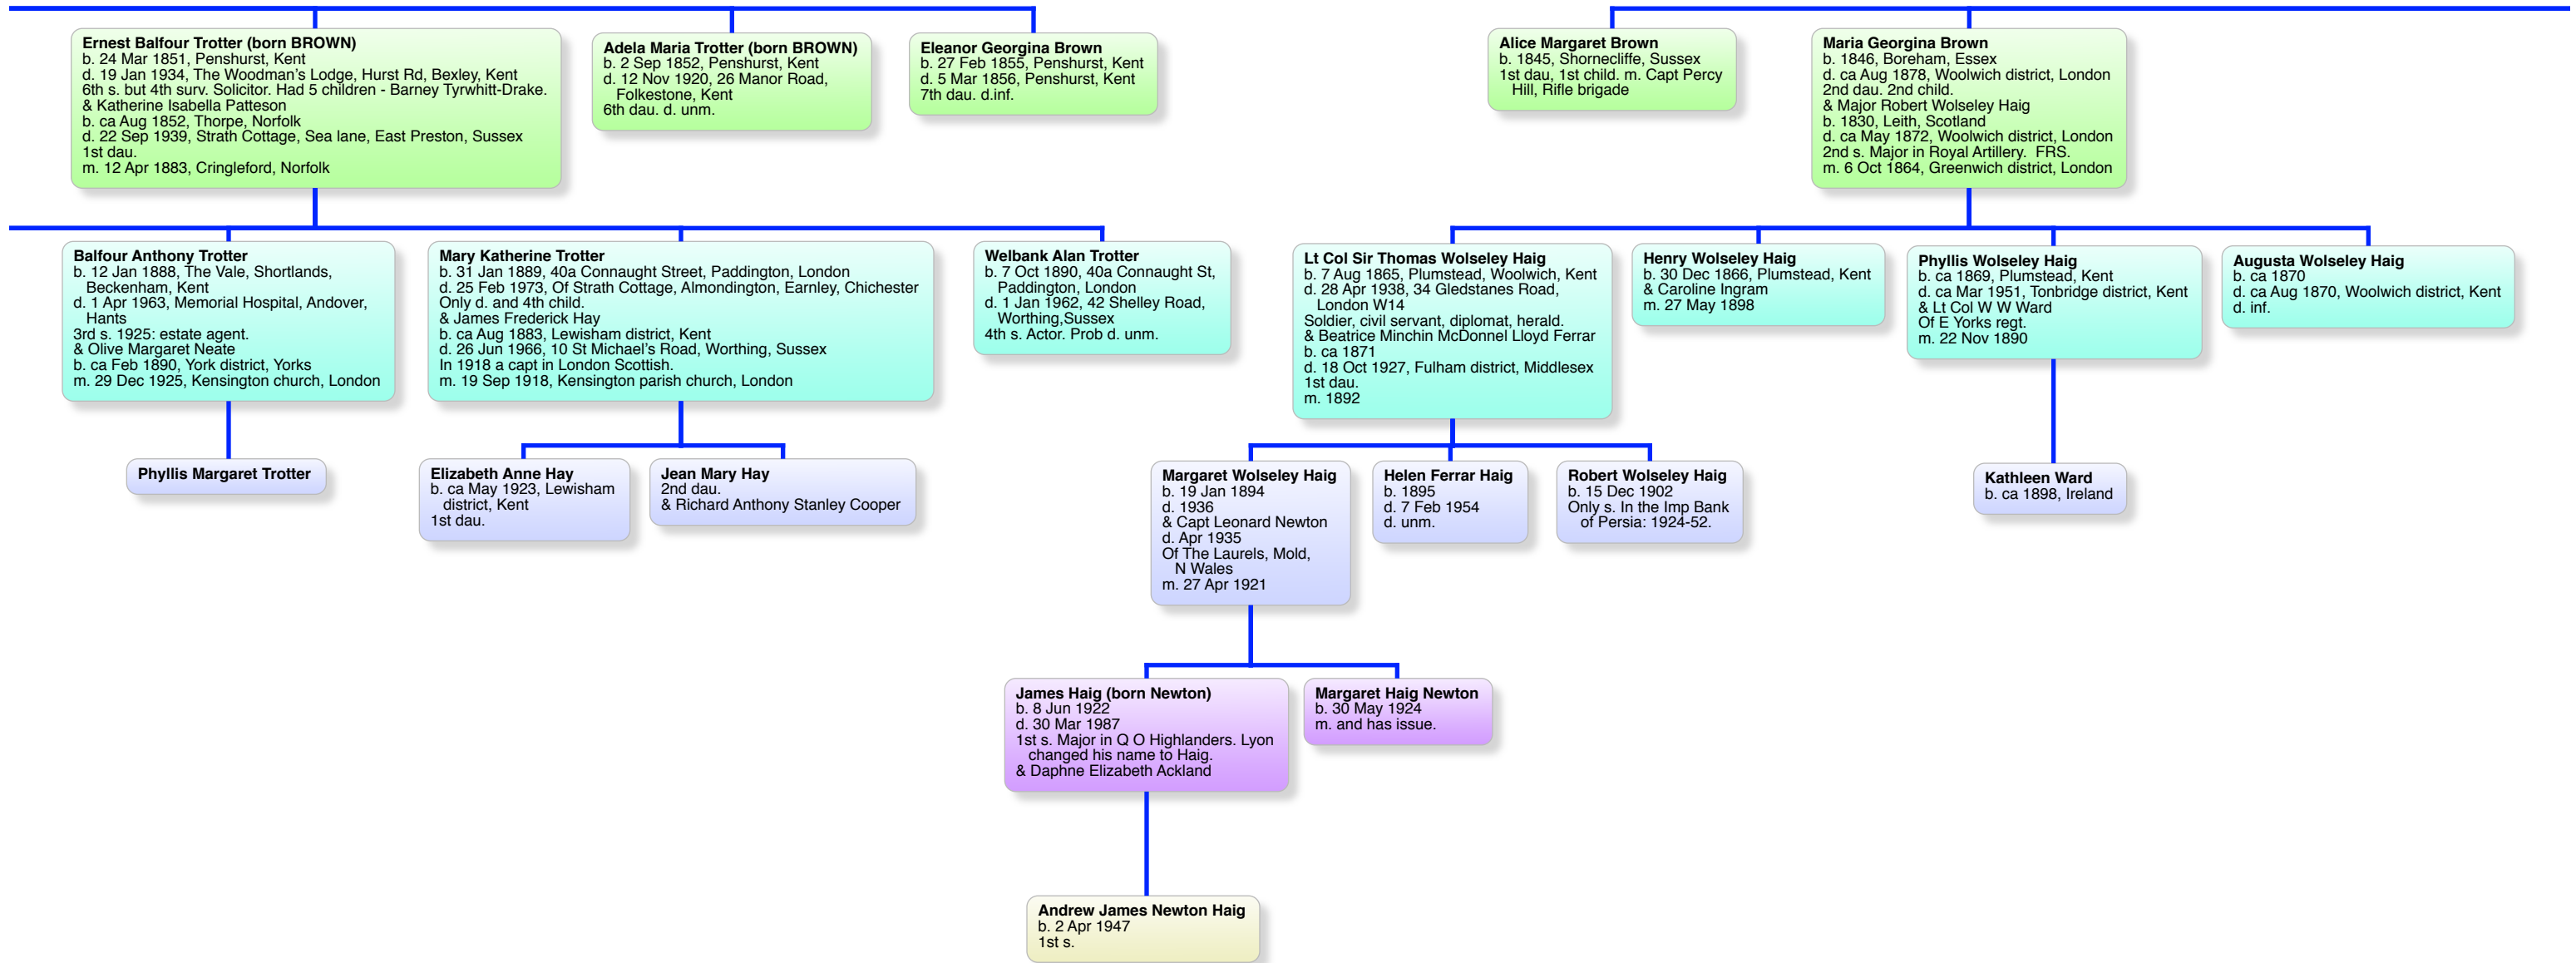 Ernest Balfour Trotter (born BROWN)
b. 24 Mar 1851, Penshurst, Kent
d. 19 Jan 1934, The Woodman's Lodge, Hurst Rd, Bexley, Kent
6th s. but 4th surv. Solicitor. Had 5 children - Barney Tyrwhitt-Drake.
& Katherine Isabella Patteson
b. ca Aug 1852, Thorpe, Norfolk
d. 22 Sep 1939, Strath Cottage, Sea lane, East Preston, Sussex
1st dau.
m. 12 Apr 1883, Cringleford, Norfolk
Adela Maria Trotter (born BROWN)
b. 2 Sep 1852, Penshurst, Kent
d. 12 Nov 1920, 26 Manor Road,
Folkestone, Kent
6th dau. d. unm.
Eleanor Georgina Brown
b. 27 Feb 1855, Penshurst, Kent
d. 5 Mar 1856, Penshurst, Kent
7th dau. d.inf.
Alice Margaret Brown
b. 1845, Shornecliffe, Sussex
1st dau, 1st child. m. Capt Percy
Hill, Rifle brigade
Maria Georgina Brown
b. 1846, Boreham, Essex
d. ca Aug 1878, Woolwich district, London
2nd dau. 2nd child.
& Major Robert Wolseley Haig
b. 1830, Leith, Scotland
d. ca May 1872, Woolwich district, London
2nd s. Major in Royal Artillery. FRS.
m. 6 Oct 1864, Greenwich district, London
Balfour Anthony Trotter
b. 12 Jan 1888, The Vale, Shortlands,
Beckenham, Kent
d. 1 Apr 1963, Memorial Hospital, Andover,
Hants
3rd s. 1925: estate agent.
& Olive Margaret Neate
b. ca Feb 1890, York district, Yorks
m. 29 Dec 1925, Kensington church, London
Mary Katherine Trotter
b. 31 Jan 1889, 40a Connaught Street, Paddington, London
d. 25 Feb 1973, Of Strath Cottage, Almondington, Earnley, Chichester
Only d. and 4th child.
& James Frederick Hay
b. ca Aug 1883, Lewisham district, Kent
d. 26 Jun 1966, 10 St Michael's Road, Worthing, Sussex
In 1918 a capt in London Scottish.
m. 19 Sep 1918, Kensington parish church, London
Welbank Alan Trotter
b. 7 Oct 1890, 40a Connaught St,
Paddington, London
d. 1 Jan 1962, 42 Shelley Road,
Worthing,Sussex
4th s. Actor. Prob d. unm.
Lt Col Sir Thomas Wolseley Haig
b. 7 Aug 1865, Plumstead, Woolwich, Kent
d. 28 Apr 1938, 34 Gledstanes Road,
London W14
Soldier, civil servant, diplomat, herald.
& Beatrice Minchin McDonnel Lloyd Ferrar
b. ca 1871
d. 18 Oct 1927, Fulham district, Middlesex
1st dau.
m. 1892
Henry Wolseley Haig
b. 30 Dec 1866, Plumstead, Kent
& Caroline Ingram
m. 27 May 1898
Phyllis Wolseley Haig
b. ca 1869, Plumstead, Kent
d. ca Mar 1951, Tonbridge district, Kent
& Lt Col W W Ward
Of E Yorks regt.
m. 22 Nov 1890
Augusta Wolseley Haig
b. ca 1870
d. ca Aug 1870, Woolwich district, Kent
d. inf.
Phyllis Margaret Trotter
Elizabeth Anne Hay
b. ca May 1923, Lewisham
district, Kent
1st dau.
Jean Mary Hay
2nd dau.
& Richard Anthony Stanley Cooper
Margaret Wolseley Haig
b. 19 Jan 1894
d. 1936
& Capt Leonard Newton
d. Apr 1935
Of The Laurels, Mold,
N Wales
m. 27 Apr 1921
Helen Ferrar Haig
b. 1895
d. 7 Feb 1954
d. unm.
Robert Wolseley Haig
b. 15 Dec 1902
Only s. In the Imp Bank
of Persia: 1924-52.
Kathleen Ward
b. ca 1898, Ireland
James Haig (born Newton)
b. 8 Jun 1922
d. 30 Mar 1987
1st s. Major in Q O Highlanders. Lyon
changed his name to Haig.
& Daphne Elizabeth Ackland
Margaret Haig Newton
b. 30 May 1924
m. and has issue.
Andrew James Newton Haig
b. 2 Apr 1947
1st s.